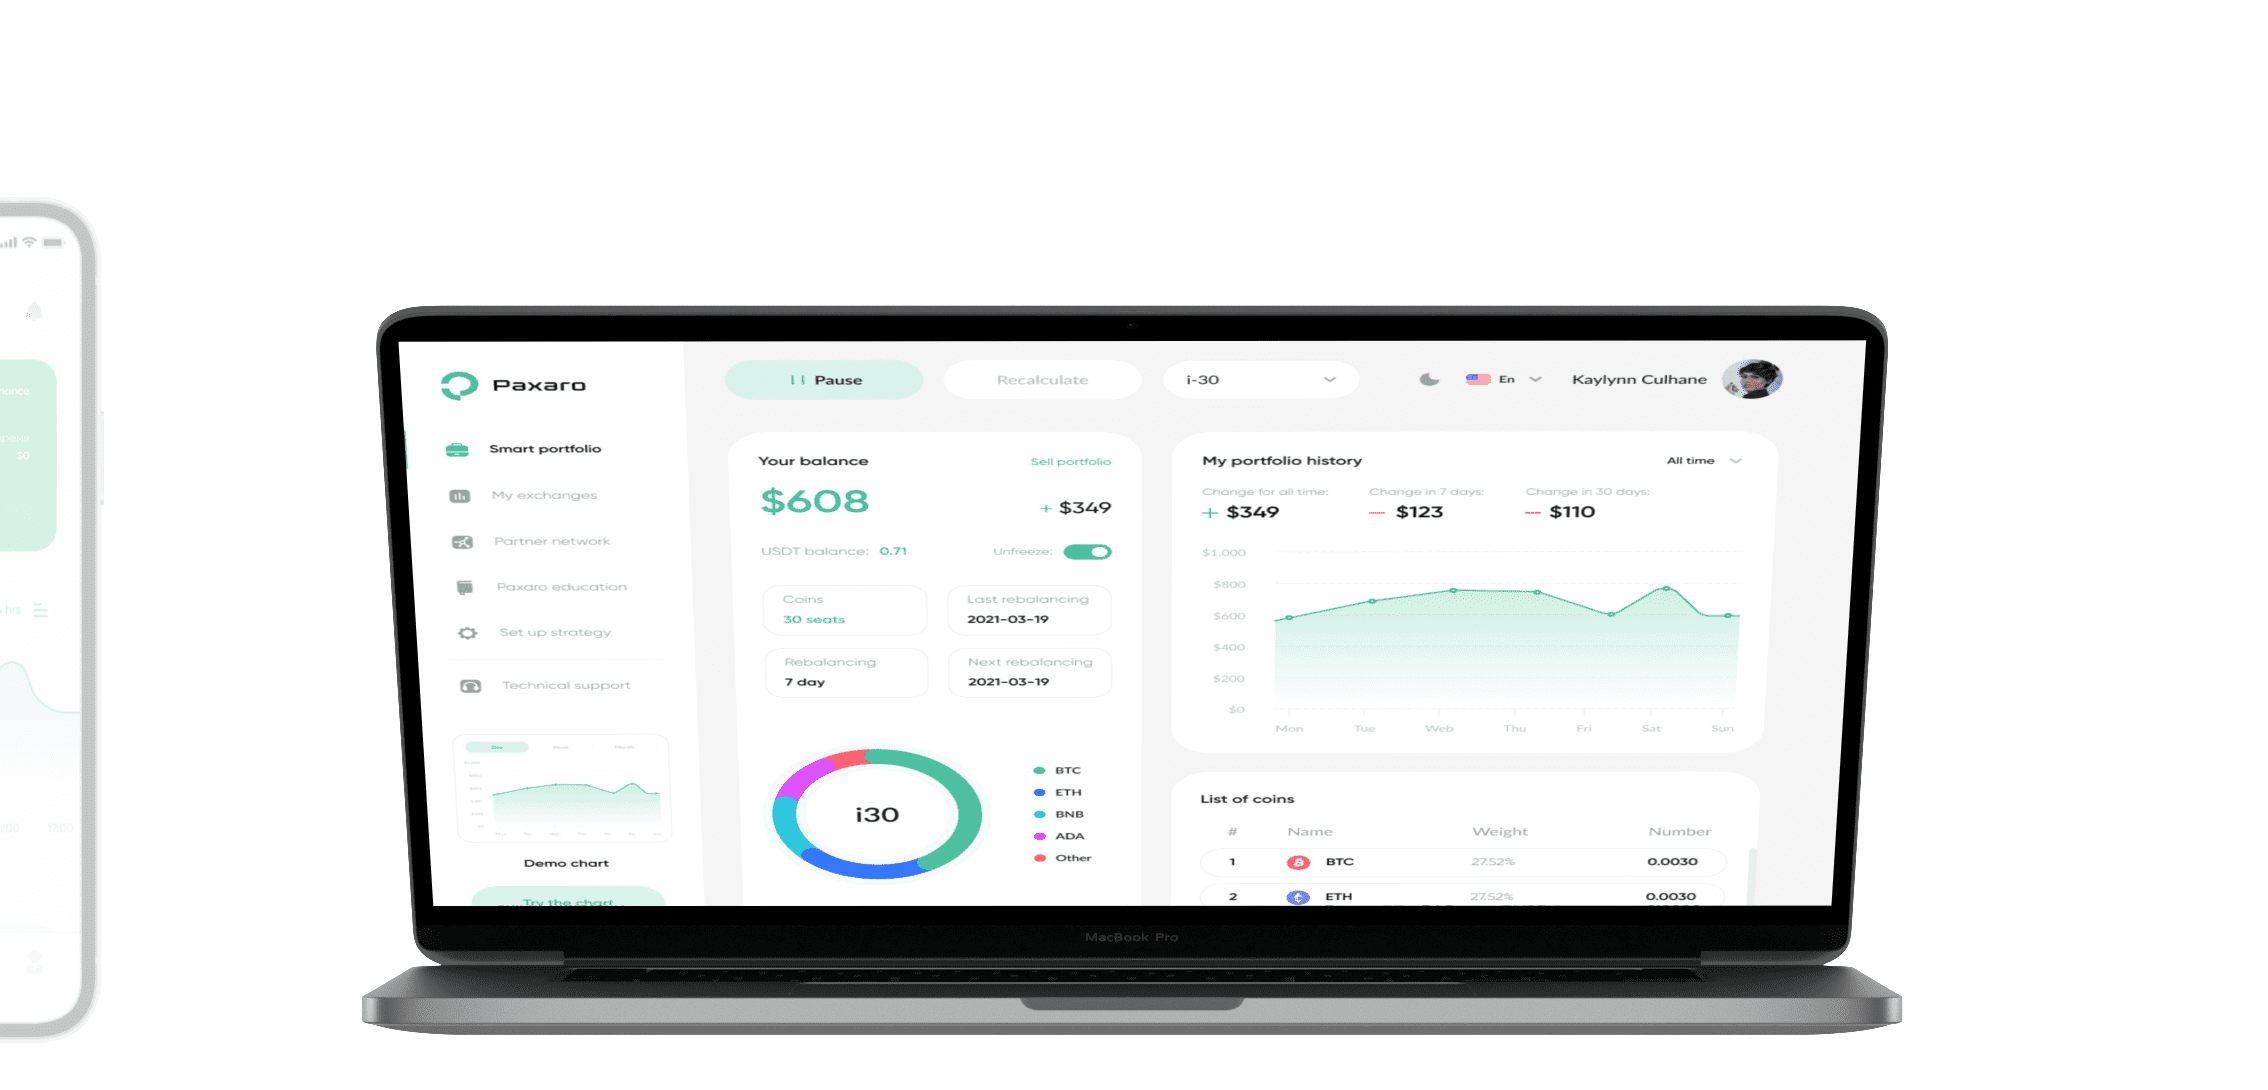 $0
hrs
17:00
Paxaro
Smart portfolio
My exchanges
Partner network
Paxaro education
Set up strategy
Technical support
Demo chart
Try the chart
Pause
Recalculate
i-30
En
Kaylynn Culhane
Your balance
Sell portfolio
$608
+ $349
USDT balance: 0.71
Unfreeze:
Coins
30 seats
Last rebalancing
2021-03-19
Rebalancing
7 day
Next rebalancing
2021-03-19
i30
BTC
ETH
BNB
ADA
Other
My portfolio history
All time
Change for all time:
+ $349
Change in 7 days:
— $123
Change in 30 days:
— $110
$1.000
$800
$600
$400
$200
$0
Mon Tue Web Thu Fri Sat Sun
List of coins
# Name Weight Number
1 BTC 27.52% 0.0030
2 ETH 27.52% 0.0030
MacBook Pro